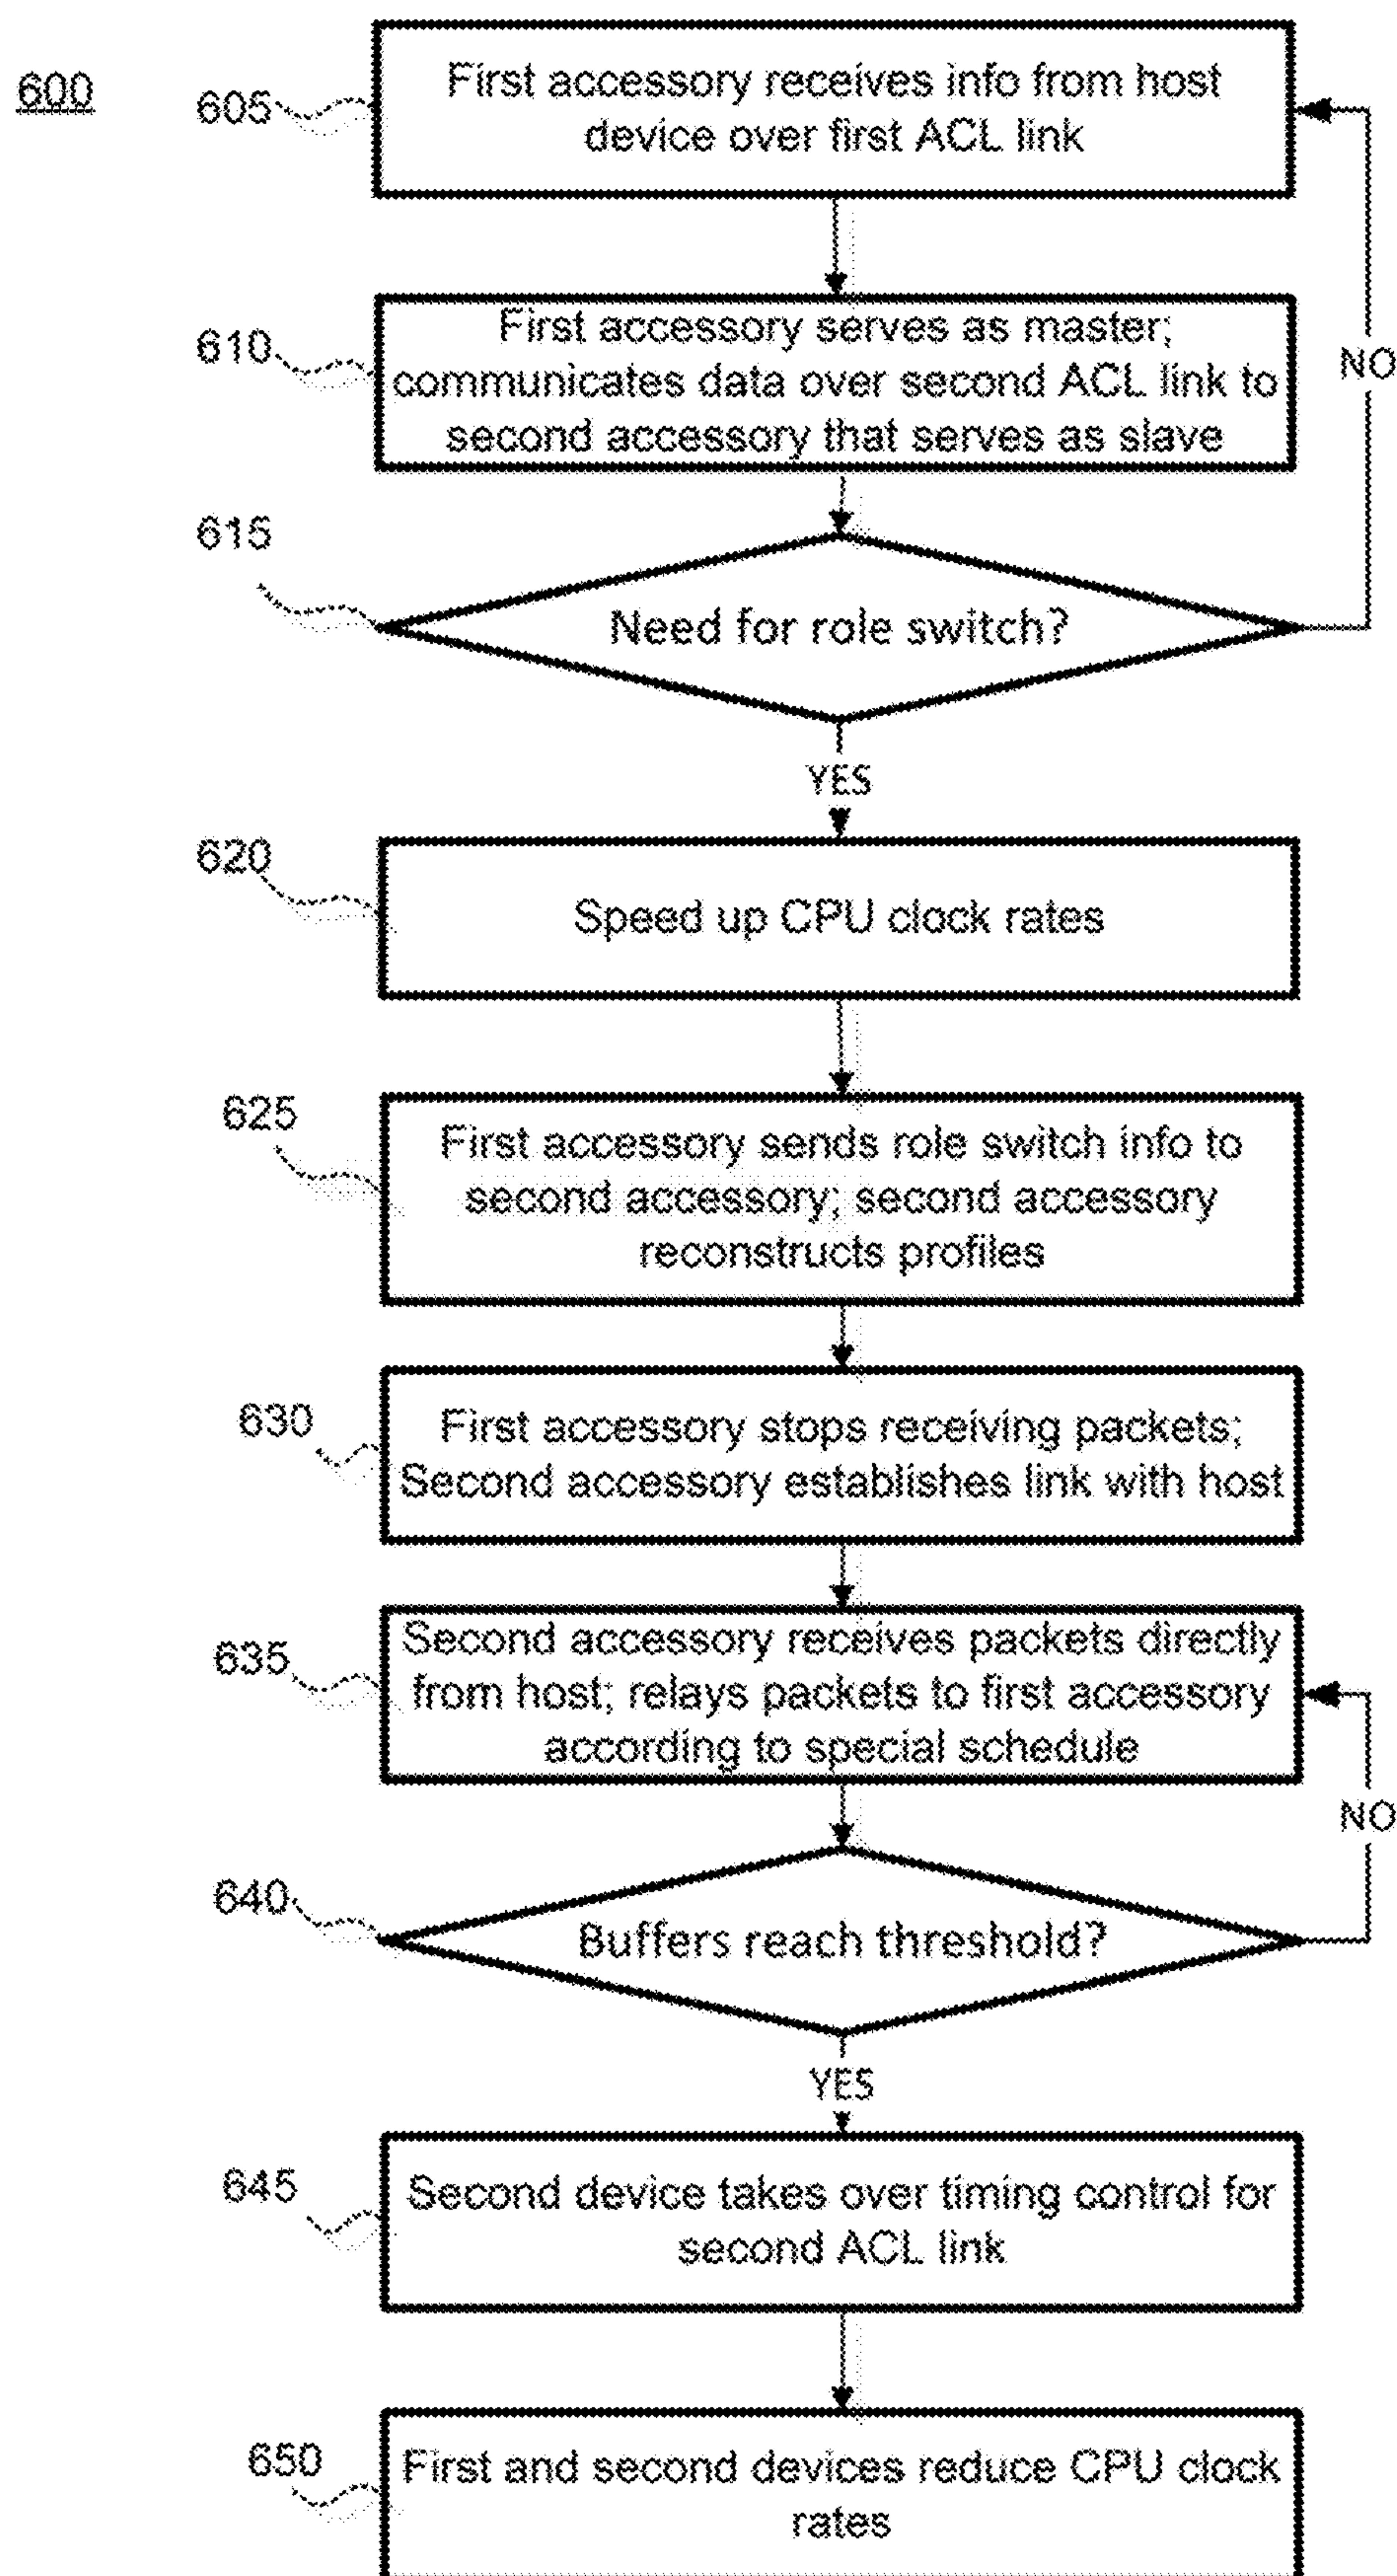 600
605
First accessory receives info from host
device over first ACL link
610
First accessory serves as master;
communicates data over second ACL link to
second accessory that serves as slave
NO
615
Need for role switch?
YES
620
Speed up CPU clock rates
625
First accessory sends role switch info to
second accessory; second accessory
reconstructs profiles
630
First accessory stops receiving packets;
Second accessory establishes link with host
635
Second accessory receives packets directly
from host; relays packets to first accessory
according to special schedule
NO
640
Buffers reach threshold?
YES
645
Second device takes over timing control for
second ACL link
650
First and second devices reduce CPU clock
rates